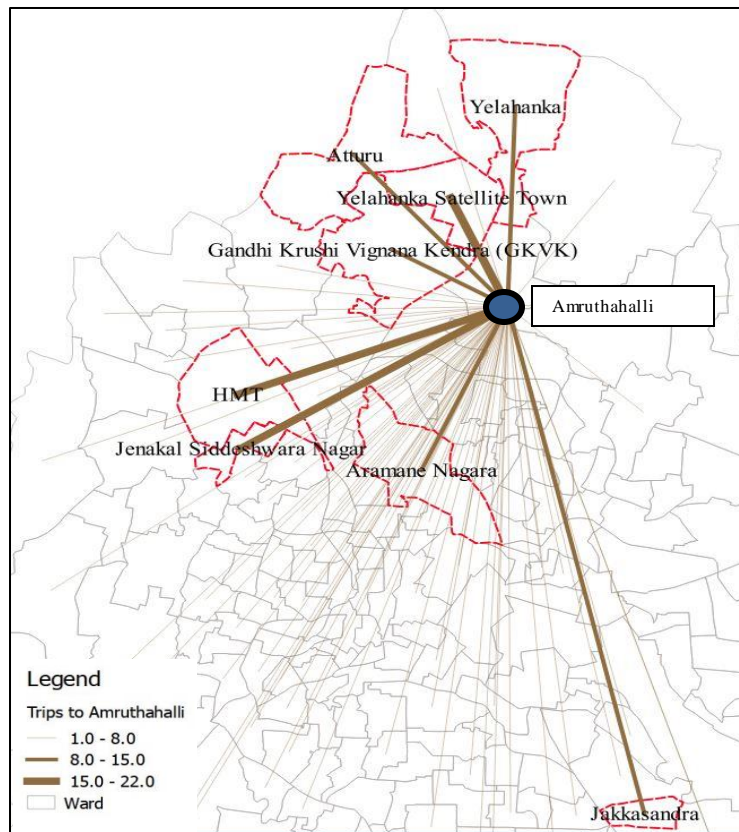 Yelahanka
Atturu
Yelahanka Satellite Town
Gandhi Krushi Vignana Kendra (GKVK)
Amruthahalli
HMT
Jenakal Siddeshwara Nagar
Aramane Nagara
Legend
Trips to Amruthahalli
1.0 - 8.0
8.0 - 15.0
15.0 - 22.0
Ward
Jakkasandra